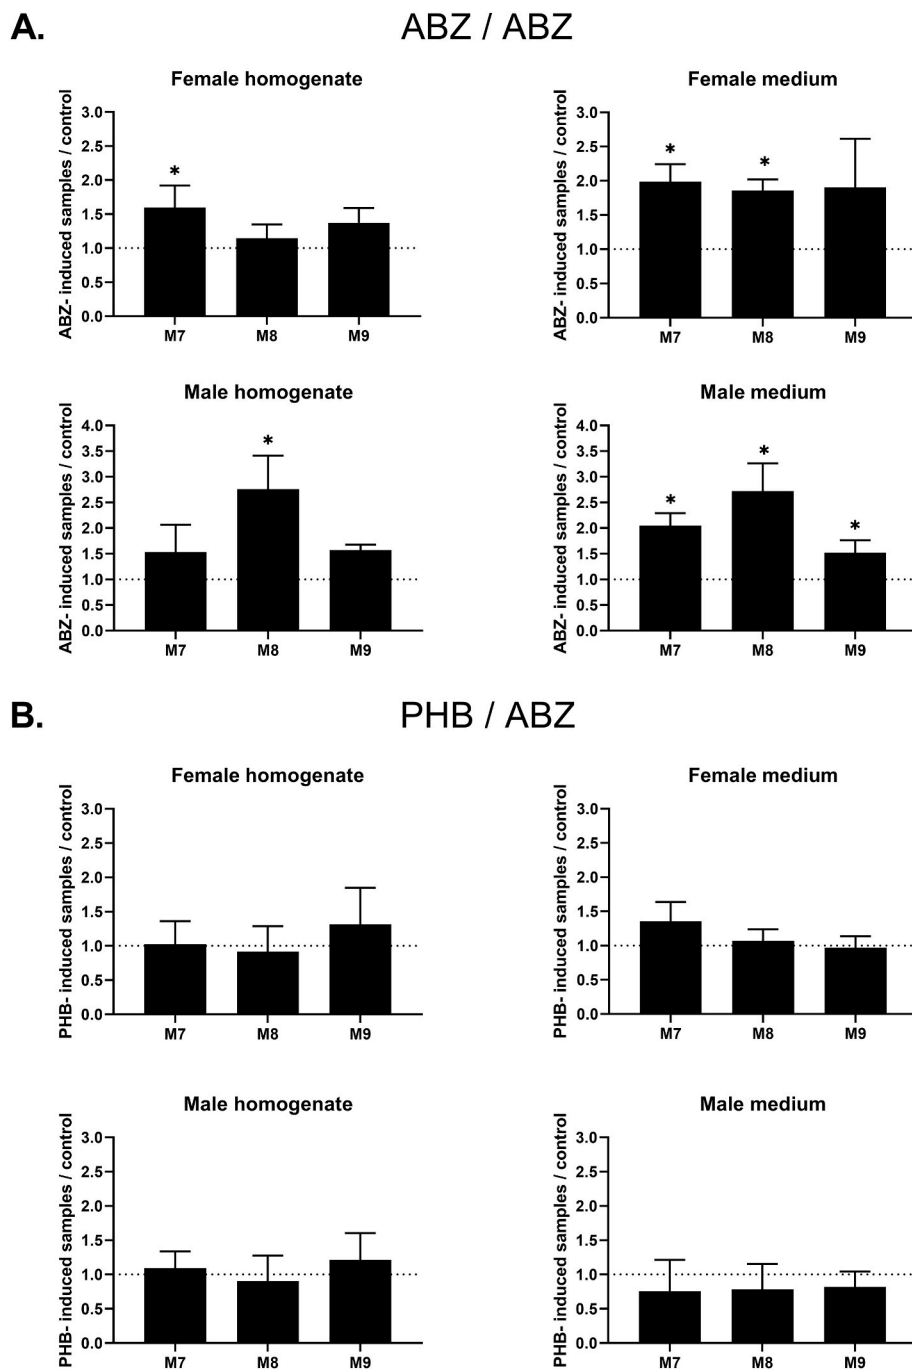 A.
ABZ / ABZ
Female homogenate
ABZ- induced samples / control
3.0
2.5
2.0
1.5
1.0
0.5
0.0
*
M7 M8 M9
Female medium
ABZ- induced samples / control
3.0
2.5
2.0
1.5
1.0
0.5
0.0
* *
M7 M8 M9
Male homogenate
ABZ- induced samples / control
4.0
3.5
3.0
2.5
2.0
1.5
1.0
0.5
0.0
*
M7 M8 M9
Male medium
ABZ- induced samples / control
4.0
3.5
3.0
2.5
2.0
1.5
1.0
0.5
0.0
* * *
M7 M8 M9
B.
PHB / ABZ
Female homogenate
PHB- induced samples / control
3.0
2.5
2.0
1.5
1.0
0.5
0.0
M7 M8 M9
Female medium
PHB- induced samples / control
3.0
2.5
2.0
1.5
1.0
0.5
0.0
M7 M8 M9
Male homogenate
PHB- induced samples / control
3.0
2.5
2.0
1.5
1.0
0.5
0.0
M7 M8 M9
Male medium
PHB- induced samples / control
3.0
2.5
2.0
1.5
1.0
0.5
0.0
M7 M8 M9